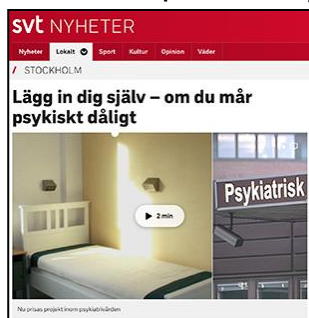 svt NYHETER
Nyheter Lokalt Sport Kultur Opinion Väder
/ STOCKHOLM
Lägg in dig själv – om du mår
psykiskt dåligt
2 min
Psykiatrisk
Nu prisas projekt inom psykiatrivården